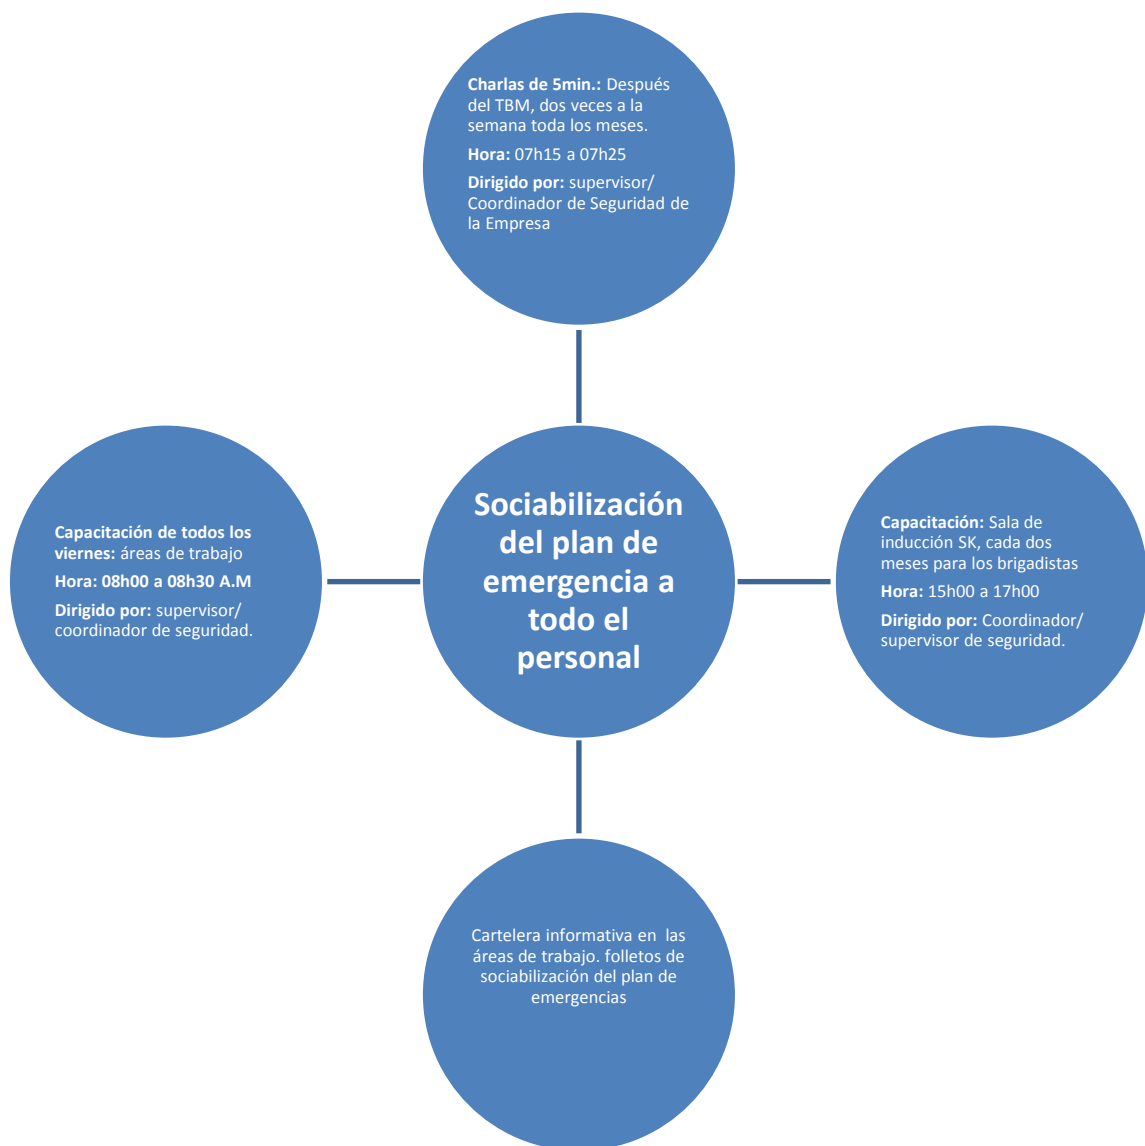 Charlas de 5min.: Después
del TBM, dos veces a la
semana toda los meses.
Hora: 07h15 a 07h25
Dirigido por: supervisor/
Coordinador de Seguridad de
la Empresa
Capacitación de todos los
viernes: áreas de trabajo
Hora: 08h00 a 08h30 A.M
Dirigido por: supervisor/
coordinador de seguridad.
Sociabilización
del plan de
emergencia a
todo el
personal
Capacitación: Sala de
inducción SK, cada dos
meses para los brigadistas
Hora: 15h00 a 17h00
Dirigido por: Coordinador/
supervisor de seguridad.
Cartelera informativa en las
áreas de trabajo. folletos de
sociabilización del plan de
emergencias